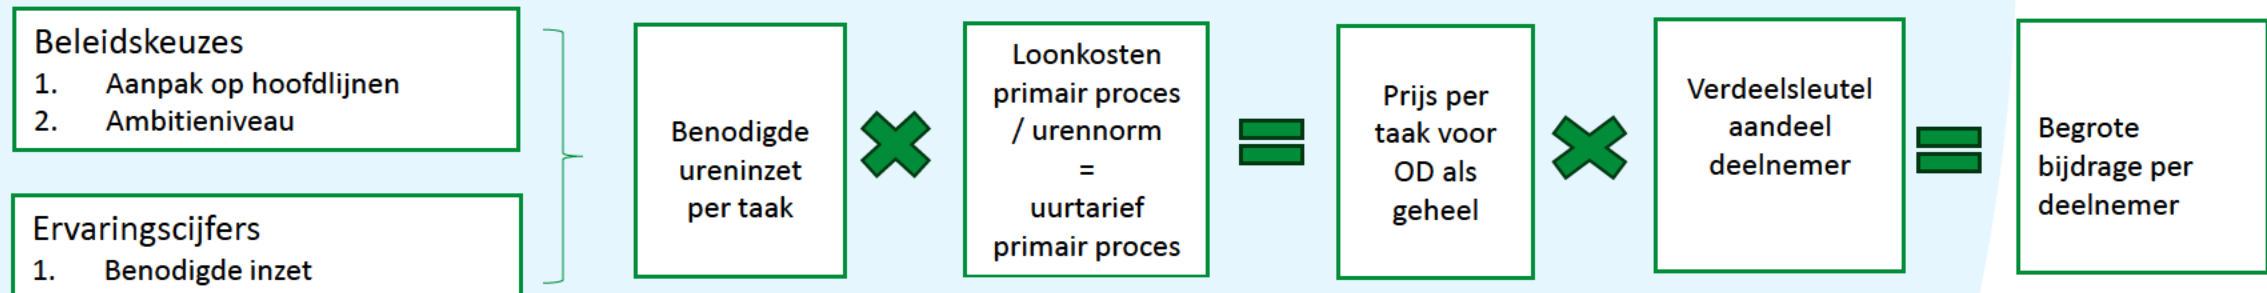 Beleidskeuzes
1. Aanpak op hoofdlijnen
2. Ambitieniveau
Ervaringscijfers
1. Benodigde inzet
Benodigde
ureninzet
per taak
Loonkosten
primair proces
/ urennorm
=
uurtarief
primair proces
Prijs per
taak voor
OD als
geheel
Verdeelsleutel
aandeel
deelnemer
Begrote
bijdrage per
deelnemer